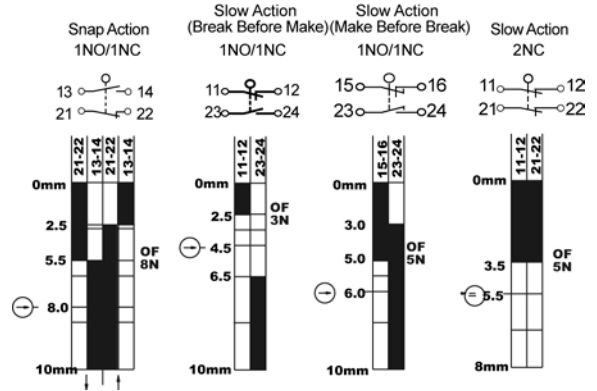 Snap Action
1NO/1NC
13 14
21 22
21-22
13-14
21-22
13-14
0mm
2.5
5.5
8.0
10mm
OF
8N
Slow Action
(Break Before Make)
1NO/1NC
11 12
23 24
11-12
23-24
0mm
2.5
4.5
6.5
10mm
OF
3N
Slow Action
(Make Before Break)
1NO/1NC
15 16
23 24
15-16
23-24
0mm
3.0
5.0
6.0
10mm
OF
5N
Slow Action
2NC
11 12
21 22
11-12
21-22
0mm
3.5
5.5
8mm
OF
5N